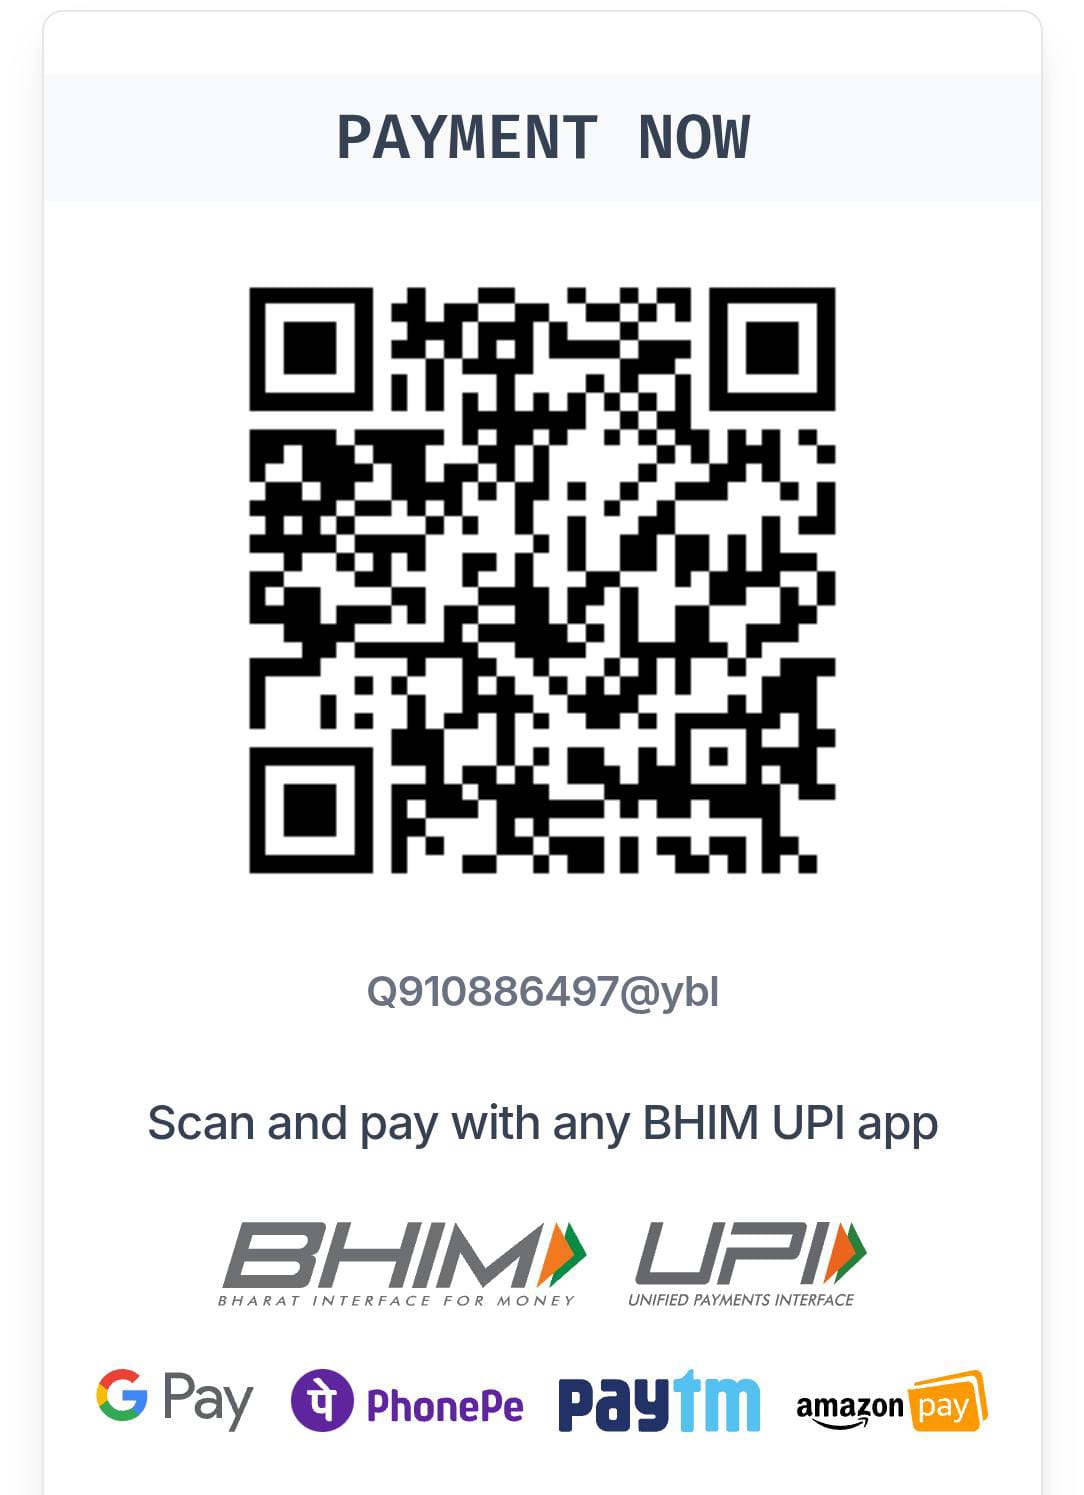 PAYMENT NOW
Q910886497@ybl
Scan and pay with any BHIM UPI app
BHIM UPI
BHARAT INTERFACE FOR MONEY UNIFIED PAYMENTS INTERFACE
G Pay पे PhonePe paytm amazon pay